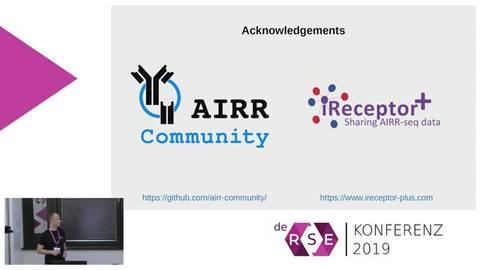 Acknowledgements
AIRR
Community
iReceptor+
Sharing AIRR-seq data
https://github.com/airr-community/
https://www.ireceptor-plus.com
de
RSE
KONFERENZ
2019